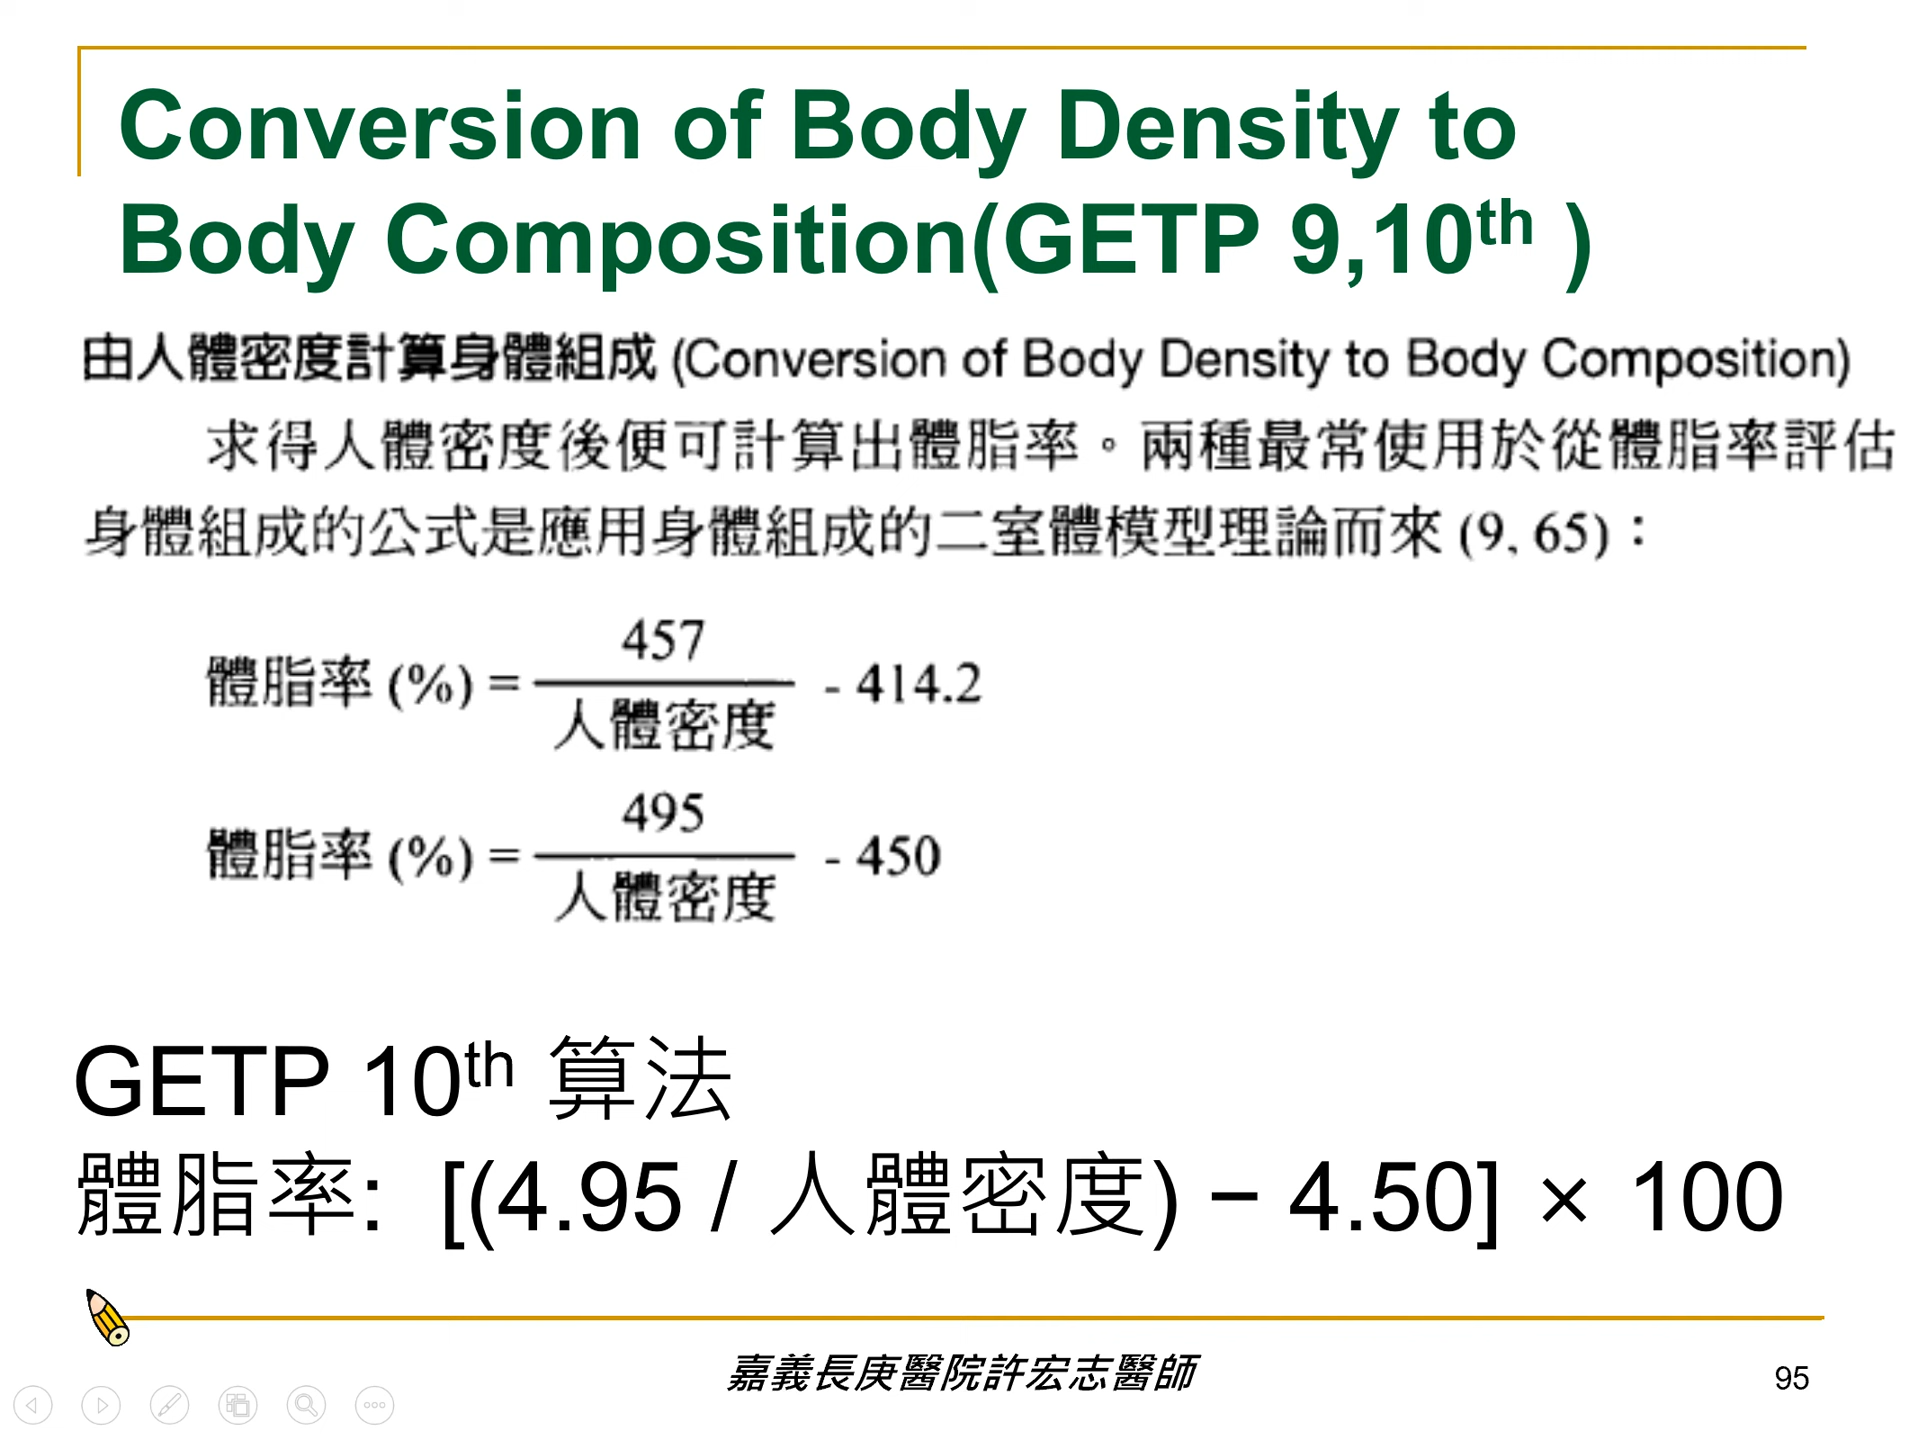 Conversion of Body Density to
Body Composition(GETP 9,10th )
由人體密度計算身體組成 (Conversion of Body Density to Body Composition)
求得人體密度後便可計算出體脂率。兩種最常使用於從體脂率評估
身體組成的公式是應用身體組成的二室體模型理論而來 (9, 65)：
體脂率 (%) = 457 / 人體密度 - 414.2
體脂率 (%) = 495 / 人體密度 - 450
GETP 10th 算法
體脂率: [(4.95 / 人體密度) − 4.50] × 100
嘉義長庚醫院許宏志醫師
95